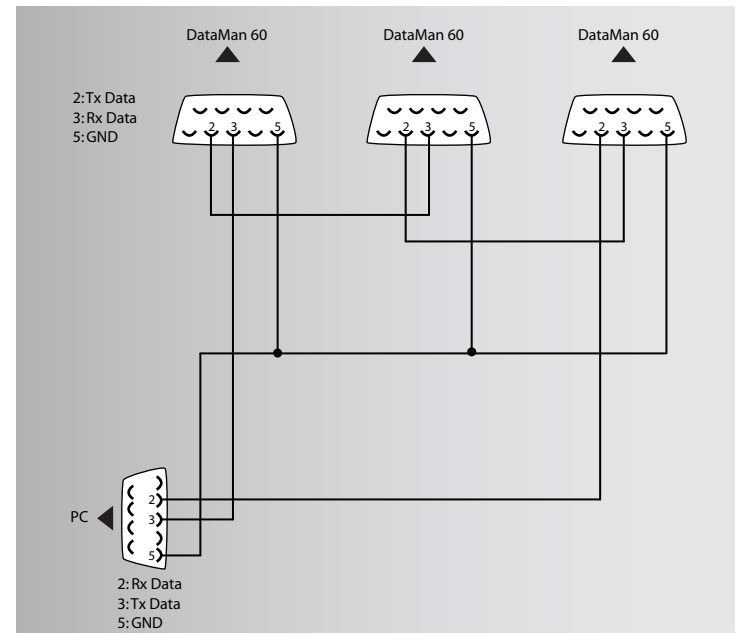 DataMan 60 DataMan 60 DataMan 60
2:Tx Data
3:Rx Data
5:GND
2 3 5 2 3 5 2 3 5
2
PC 3
5
2:Rx Data
3:Tx Data
5:GND